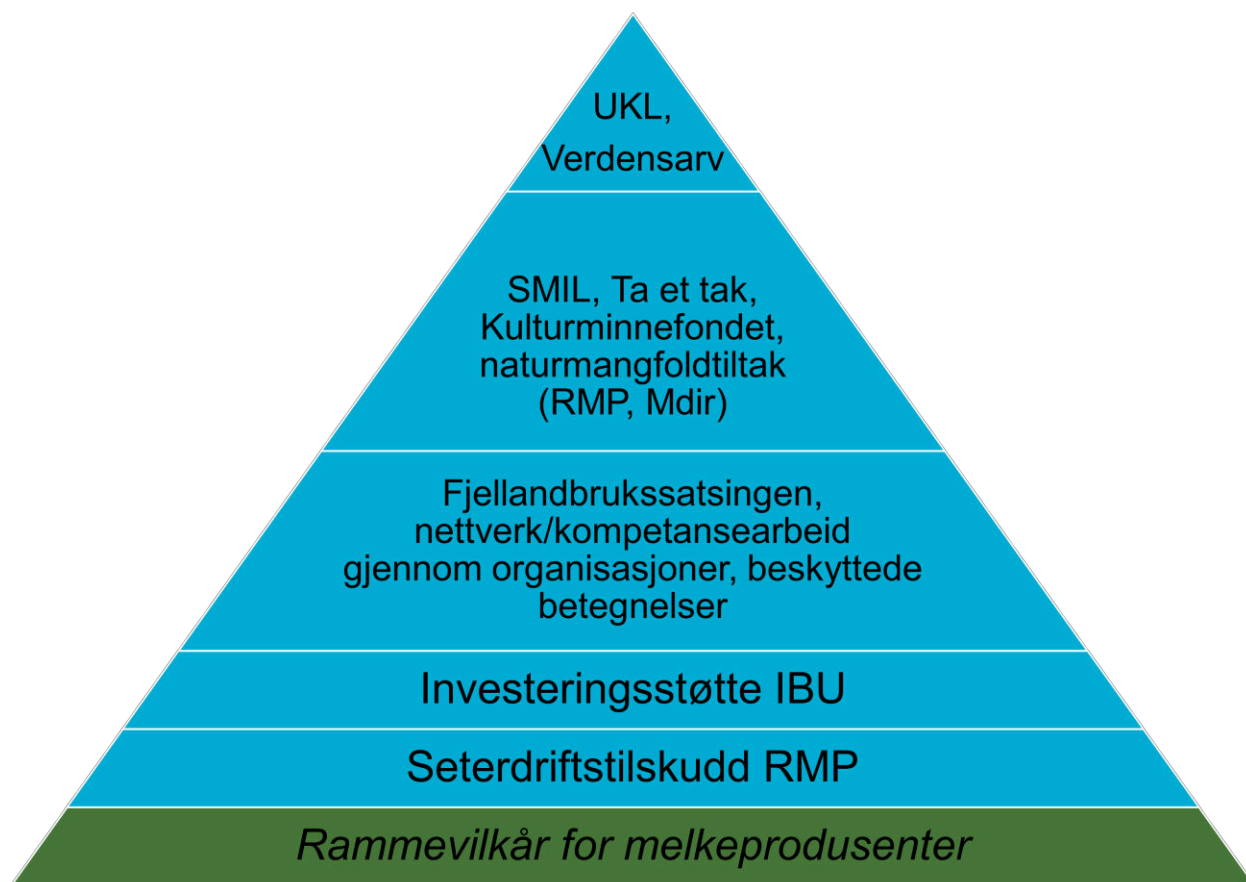 UKL,
Verdensarv
SMIL, Ta et tak,
Kulturminnefondet,
naturmangfoldtiltak
(RMP, Mdir)
Fjellandbrukssatsingen,
nettverk/kompetansearbeid
gjennom organisasjoner, beskyttede
betegnelser
Investeringsstøtte IBU
Seterdriftstilskudd RMP
Rammevilkår for melkeprodusenter